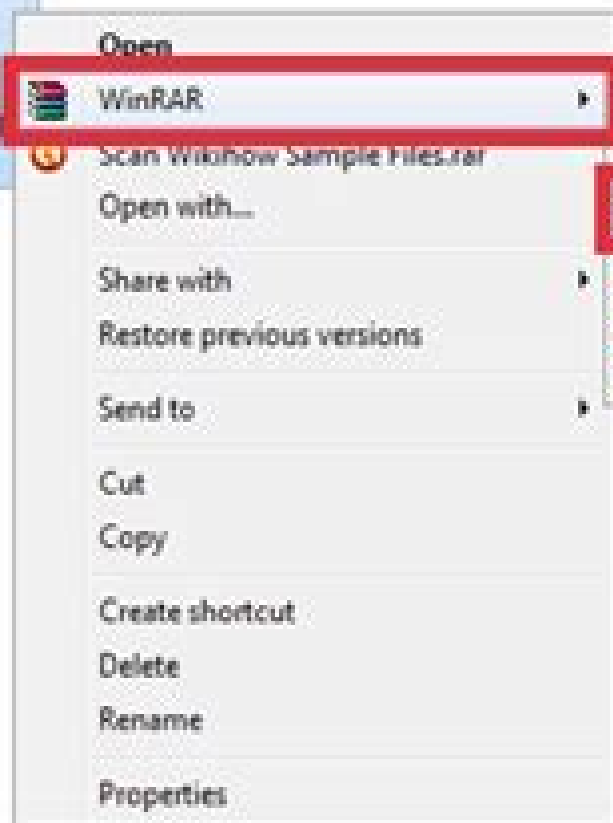 Open
WinRAR
Scan Wikihow Sample Files.rar
Open with...
Share with
Restore previous versions
Send to
Cut
Copy
Create shortcut
Delete
Rename
Properties